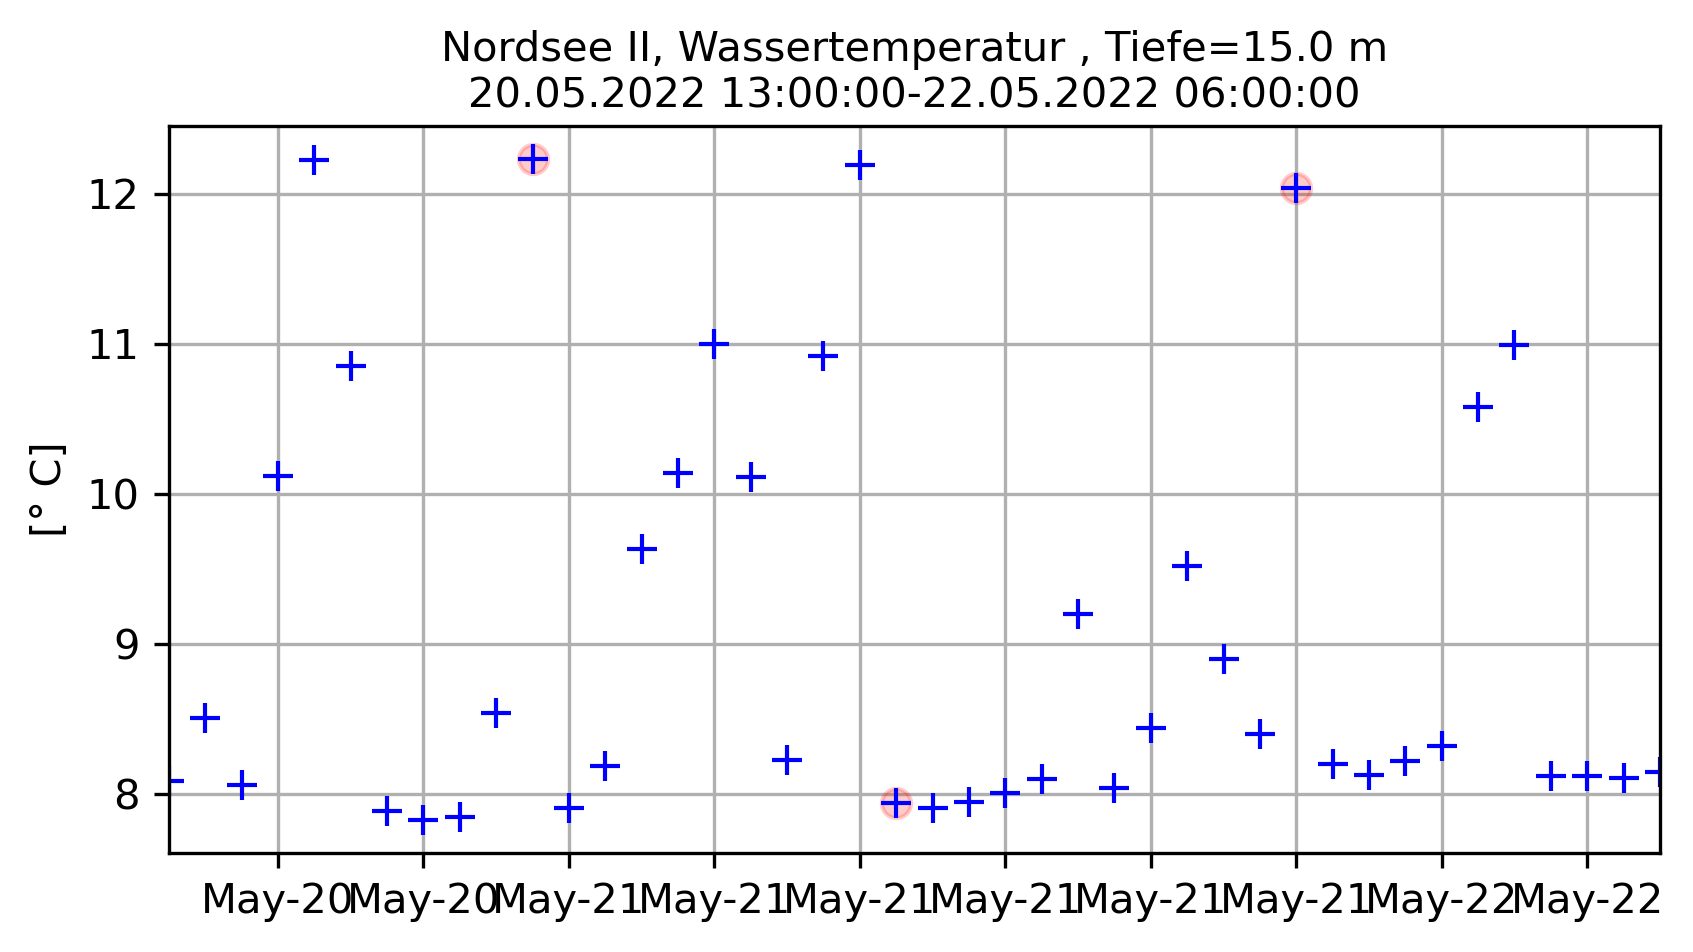 Nordsee II, Wassertemperatur , Tiefe=15.0 m
20.05.2022 13:00:00-22.05.2022 06:00:00
[° C]
12
11
10
9
8
May-20 May-20 May-21 May-21 May-21 May-21 May-21 May-21 May-22 May-22